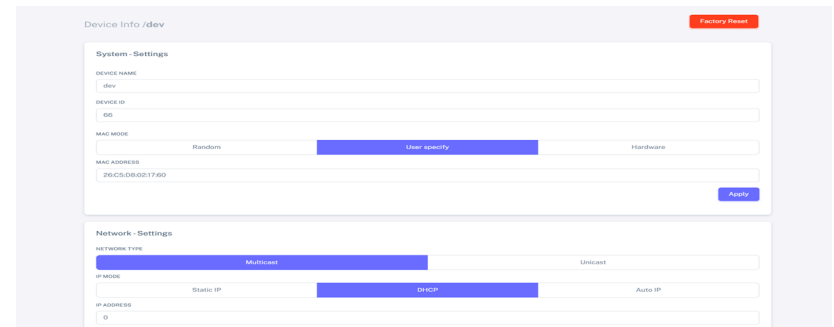 Device Info /dev
Factory Reset
System - Settings
DEVICE NAME
dev
DEVICE ID
66
MAC MODE
Random User specify Hardware
MAC ADDRESS
26:C5:D8:02:17:60
Apply
Network - Settings
NETWORK TYPE
Multicast Unicast
IP MODE
Static IP DHCP Auto IP
IP ADDRESS
0